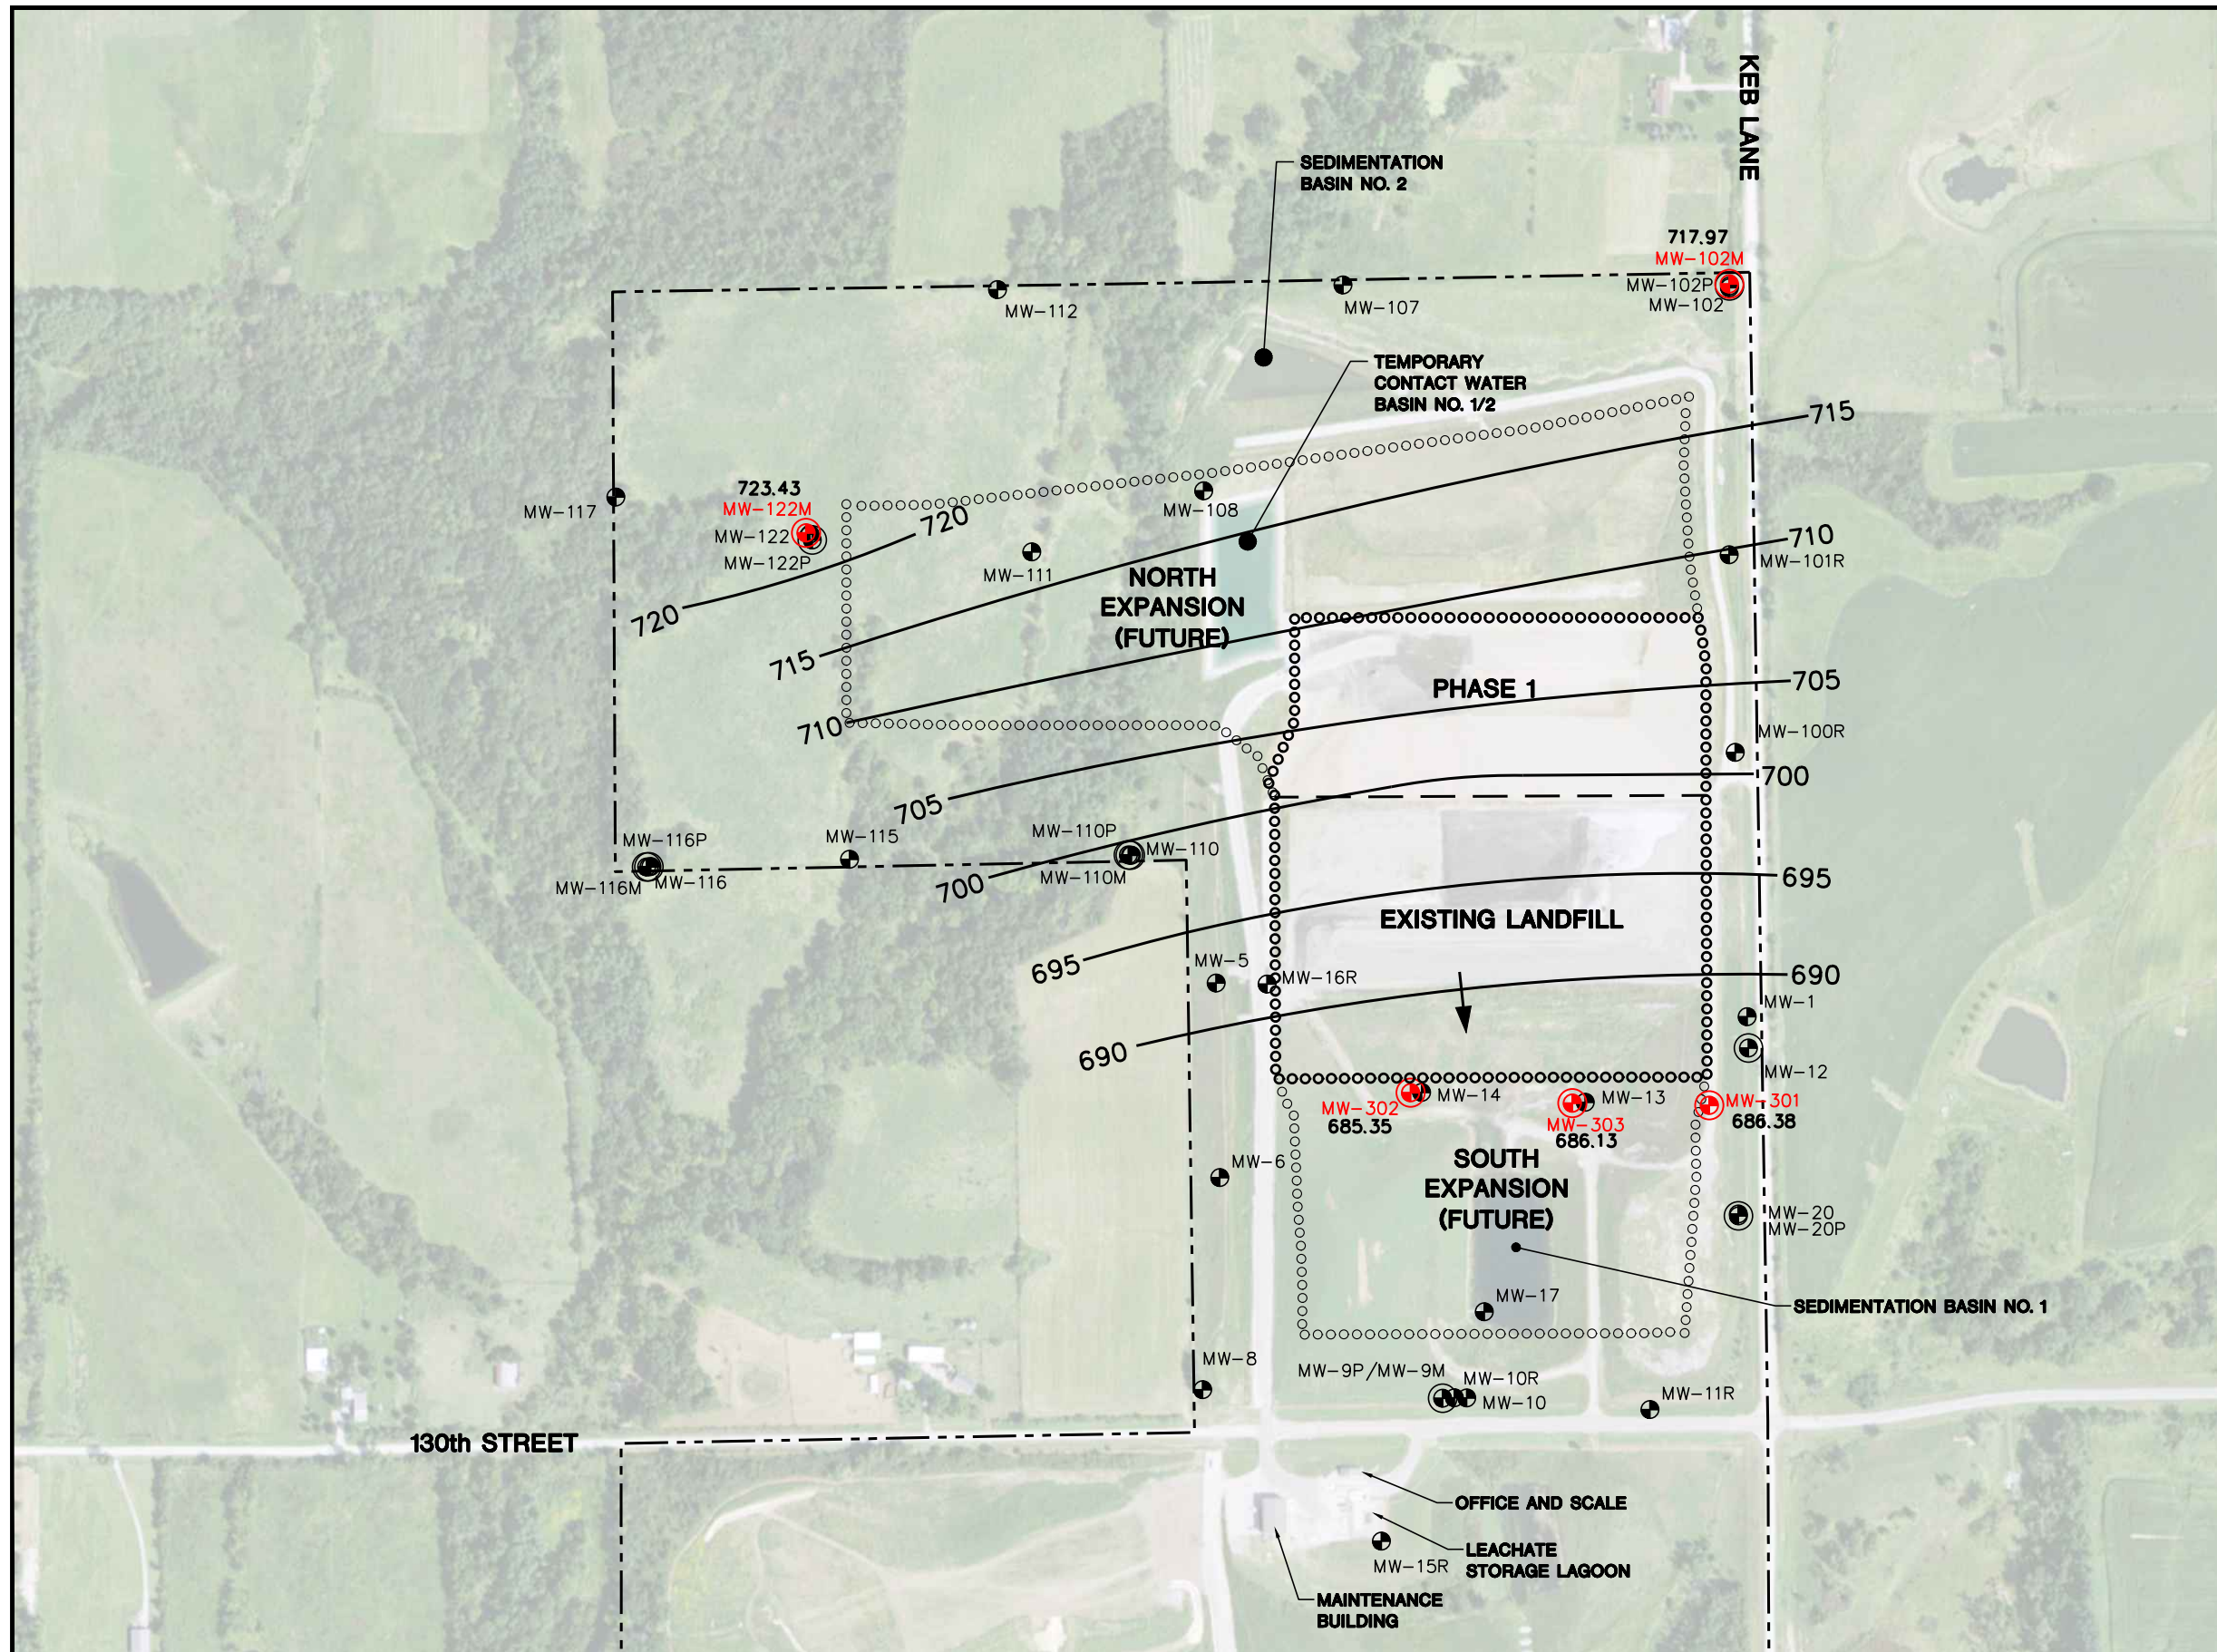 KEB LANE
SEDIMENTATION
BASIN NO. 2
717.97
MW-102M
MW-102P
MW-102
MW-112
MW-107
TEMPORARY
CONTACT WATER
BASIN NO. 1/2
715
MW-117
723.43
MW-122M
MW-122
MW-122P
720
MW-108
710
MW-101R
MW-111
NORTH
EXPANSION
(FUTURE)
720
715
PHASE 1
705
710
MW-100R
700
705
MW-116P
MW-115
MW-110P
MW-110
MW-116M
MW-116
MW-110M
700
695
EXISTING LANDFILL
695
MW-5
MW-16R
690
MW-1
690
MW-12
MW-14
MW-13
MW-301
MW-302
686.38
685.35
MW-303
686.13
MW-6
SOUTH
EXPANSION
(FUTURE)
MW-20
MW-20P
MW-17
SEDIMENTATION BASIN NO. 1
MW-8
MW-9P/MW-9M
MW-10R
MW-10
MW-11R
130th STREET
OFFICE AND SCALE
LEACHATE
STORAGE LAGOON
MW-15R
MAINTENANCE
BUILDING